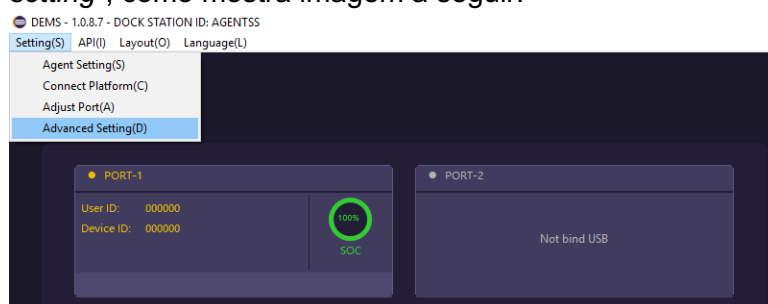 setting", como mostra imagem a seguir:
DEMS - 1.0.8.7 - DOCK STATION ID: AGENTSS
Setting(S) API(I) Layout(O) Language(L)
Agent Setting(S)
Connect Platform(C)
Adjust Port(A)
Advanced Setting(D)
PORT-1
User ID: 000000
Device ID: 000000
100%
SOC
PORT-2
Not bind USB